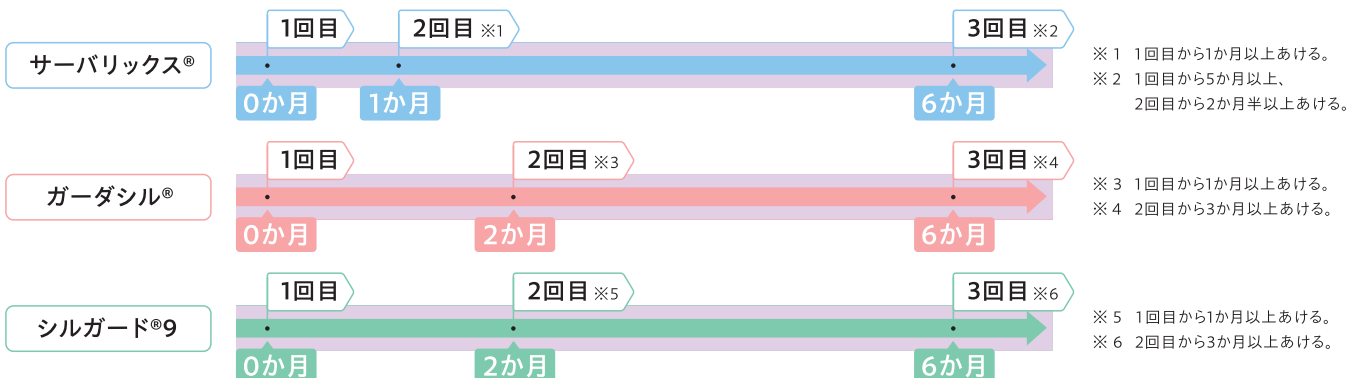 1回目
2回目 ※1
3回目 ※2
サーバリックス®
0か月
1か月
6か月
※1 1回目から1か月以上あける。
※2 1回目から5か月以上、
2回目から2か月半以上あける。
1回目
2回目 ※3
3回目 ※4
ガーダシル®
0か月
2か月
6か月
※3 1回目から1か月以上あける。
※4 2回目から3か月以上あける。
1回目
2回目 ※5
3回目 ※6
シルガード®9
0か月
2か月
6か月
※5 1回目から1か月以上あける。
※6 2回目から3か月以上あける。